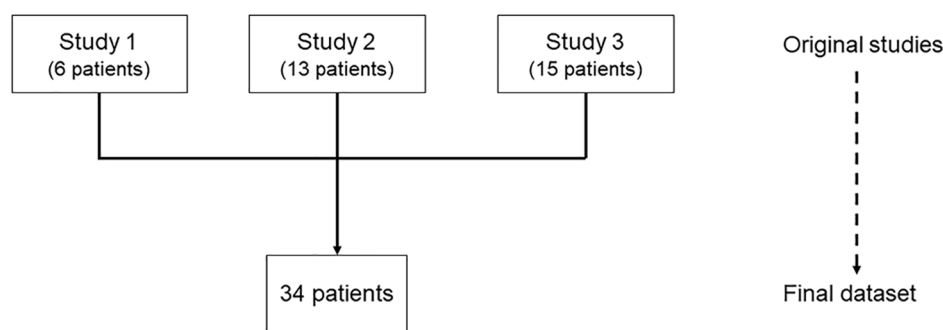 Study 1
(6 patients)
Study 2
(13 patients)
Study 3
(15 patients)
Original studies
34 patients
Final dataset